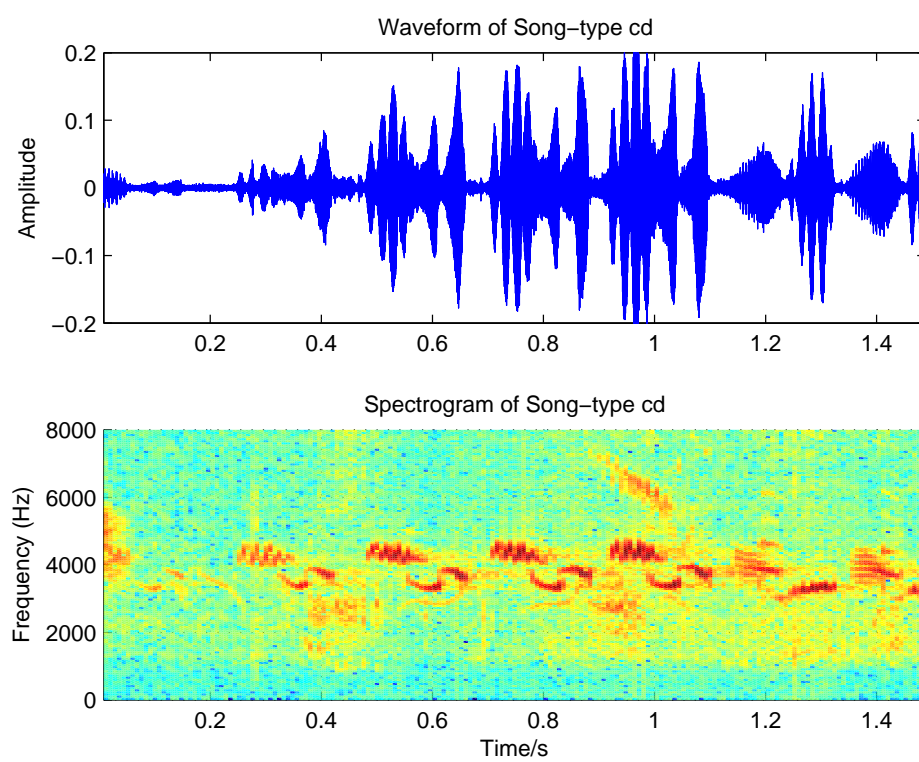 Waveform of Song−type cd
0.2
0.1
0
−0.1
−0.2
Amplitude
0.2 0.4 0.6 0.8 1 1.2 1.4
Spectrogram of Song−type cd
8000
6000
4000
2000
0
Frequency (Hz)
0.2 0.4 0.6 0.8 1 1.2 1.4
Time/s